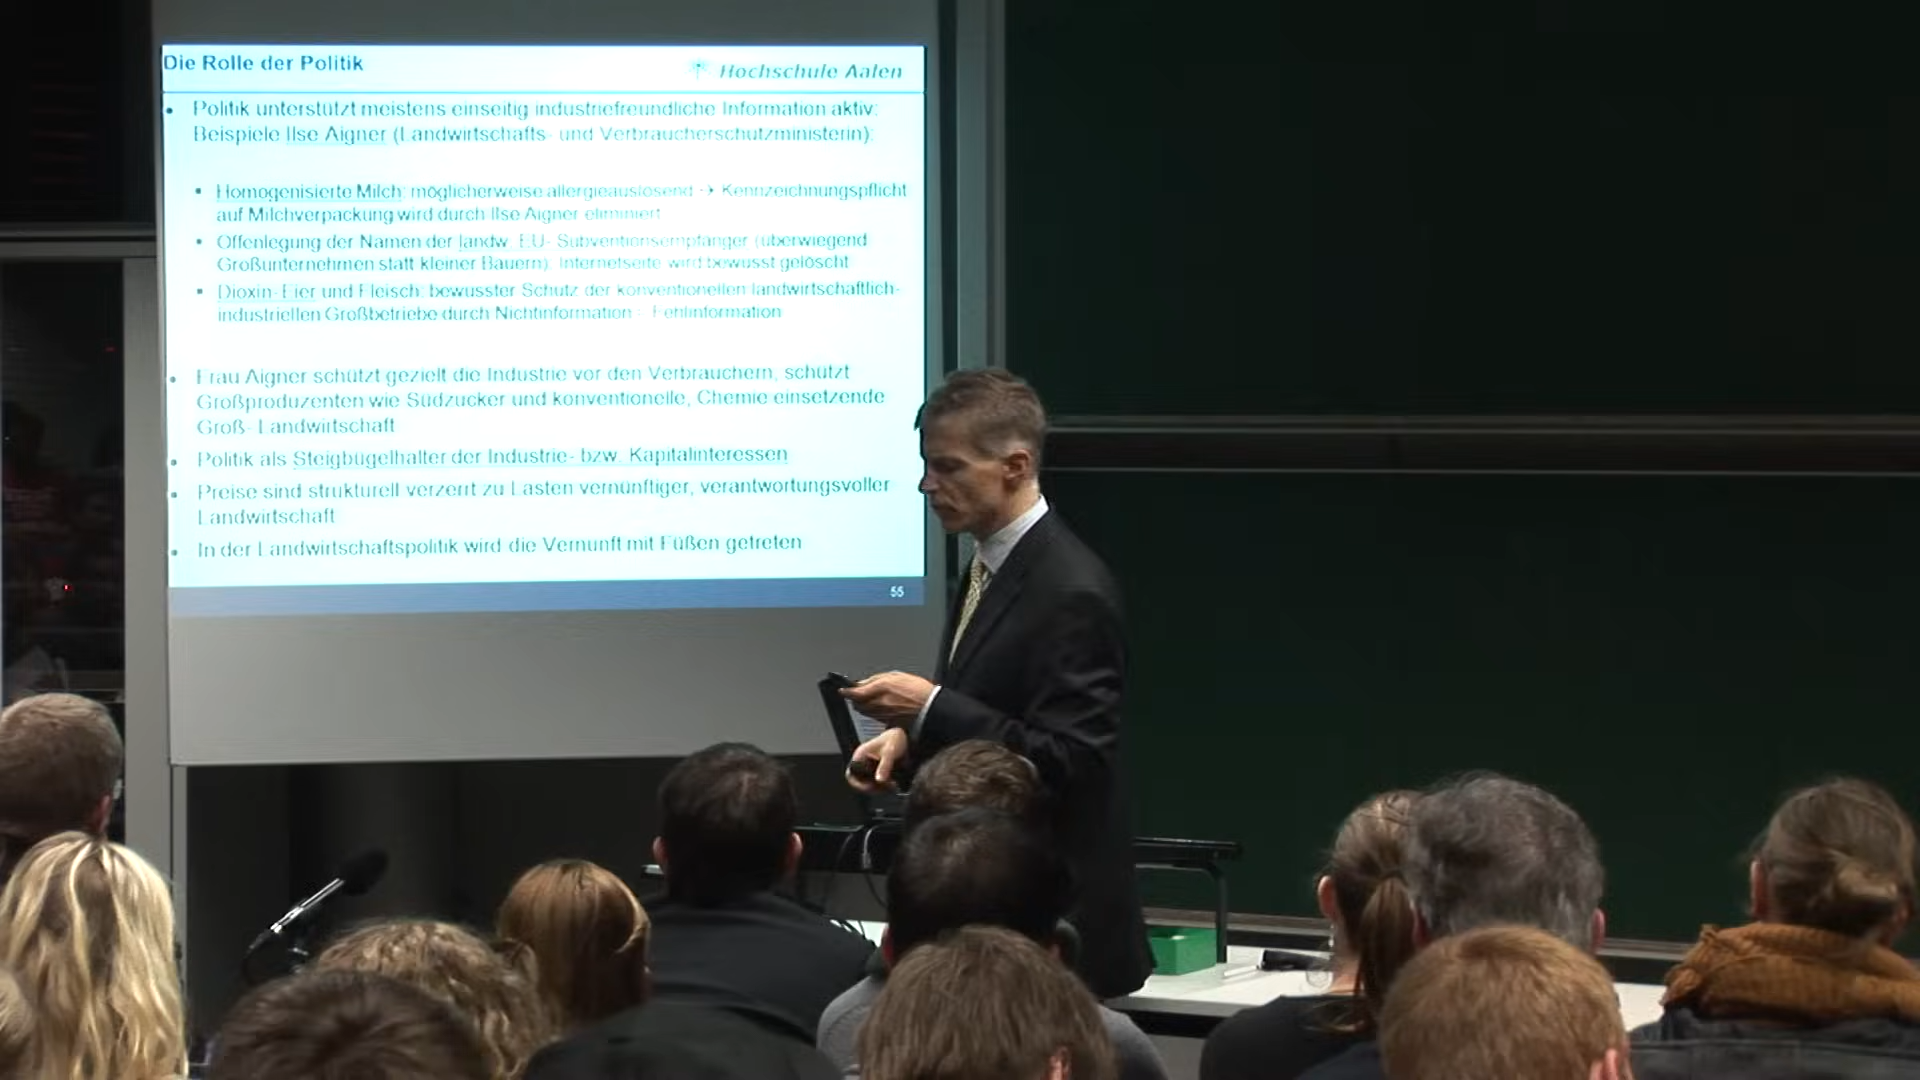 Die Rolle der Politik
Hochschule Aalen
• Politik unterstützt meistens einseitig industriefreundliche Information aktiv:
Beispiele Ilse Aigner (Landwirtschafts- und Verbraucherschutzministerin):
• Homogenisierte Milch: möglicherweise allergieauslösend → Kennzeichnungspflicht
auf Milchverpackung wird durch Ilse Aigner eliminiert
• Offenlegung der Namen der landw. EU- Subventionsempfänger (überwiegend
Großunternehmen statt kleiner Bauern): Internetseite wird bewusst gelöscht
• Dioxin- Eier und Fleisch: bewusster Schutz der konventionellen landwirtschaftlich-
industriellen Großbetriebe durch Nichtinformation Fehlinformation
• Frau Aigner schützt gezielt die Industrie vor den Verbrauchern, schützt
Großproduzenten wie Südzucker und konventionelle, Chemie einsetzende
Groß- Landwirtschaft
• Politik als Steigbügelhalter der Industrie- bzw. Kapitalinteressen
• Preise sind strukturell verzerrt zu Lasten vernünftiger, verantwortungsvoller
Landwirtschaft
• In der Landwirtschaftspolitik wird die Vernunft mit Füßen getreten
55